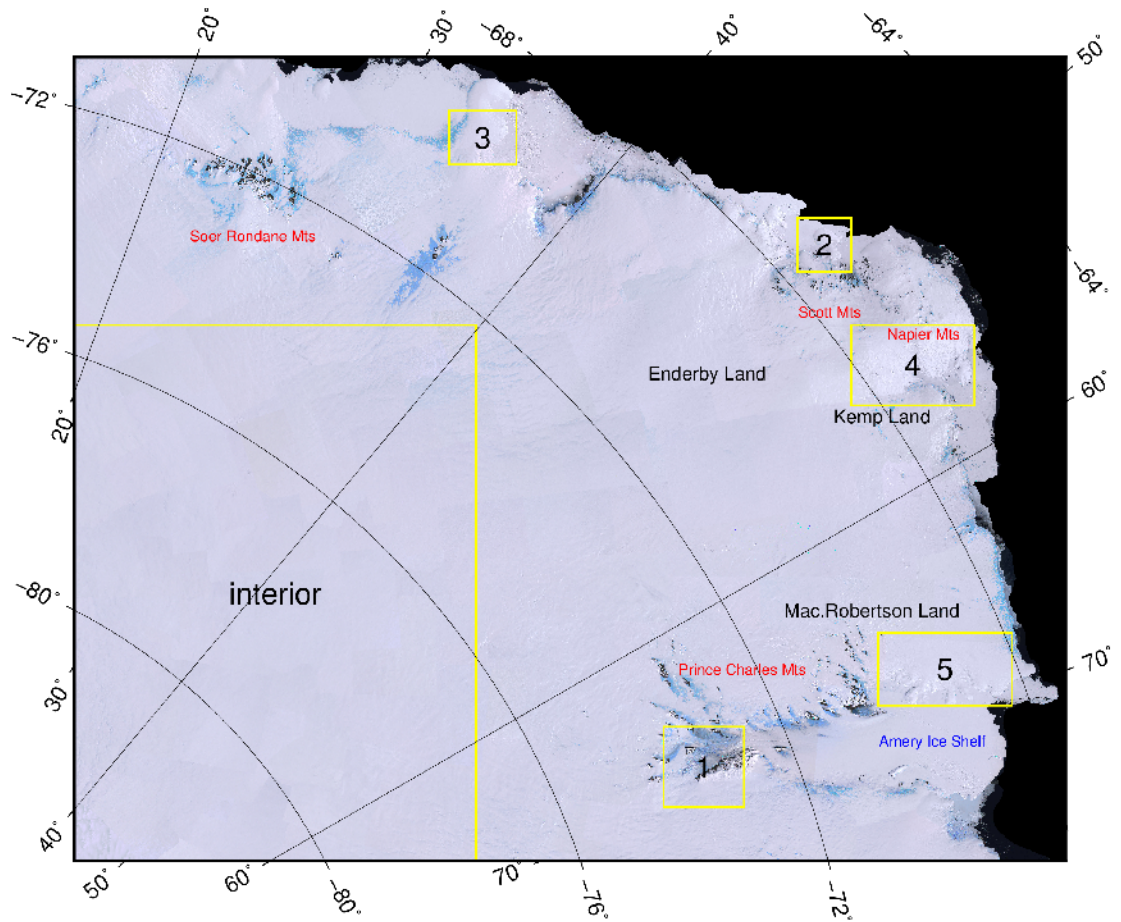 20°
30°
-68°
40°
-64°
50°
-72°
3
2
Soer Rondane Mts
-64°
Scott Mts
Napier Mts
-76°
4
Enderby Land
60°
20°
Kemp Land
interior
-80°
Mac.Robertson Land
70°
Prince Charles Mts
5
30°
Amery Ice Shelf
1
40°
50°
60°
-80°
70°
-76°
-72°